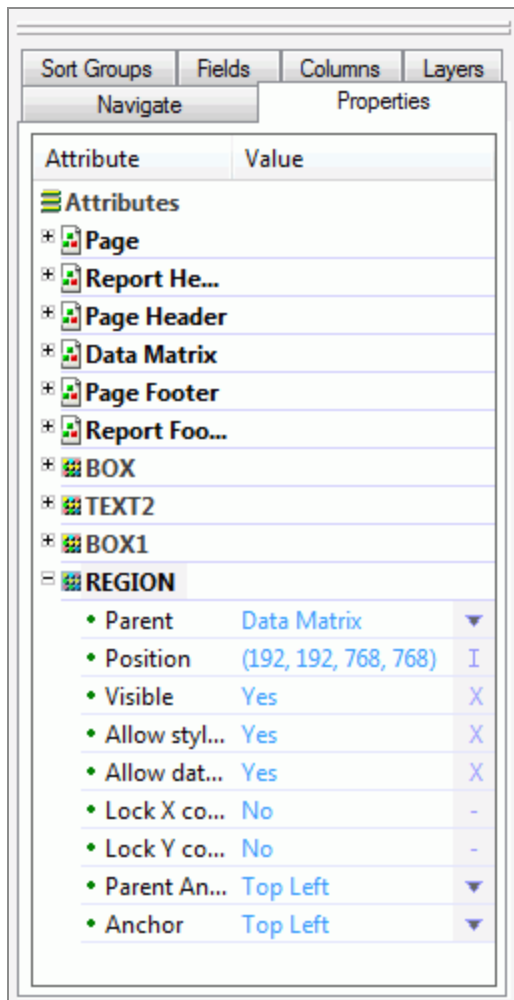 Sort Groups Fields Columns Layers
Navigate Properties
Attribute Value
Attributes
Page
Report He...
Page Header
Data Matrix
Page Footer
Report Foo...
BOX
TEXT2
BOX1
REGION
Parent Data Matrix
Position (192, 192, 768, 768) I
Visible Yes X
Allow styl... Yes X
Allow dat... Yes X
Lock X co... No -
Lock Y co... No -
Parent An... Top Left
Anchor Top Left